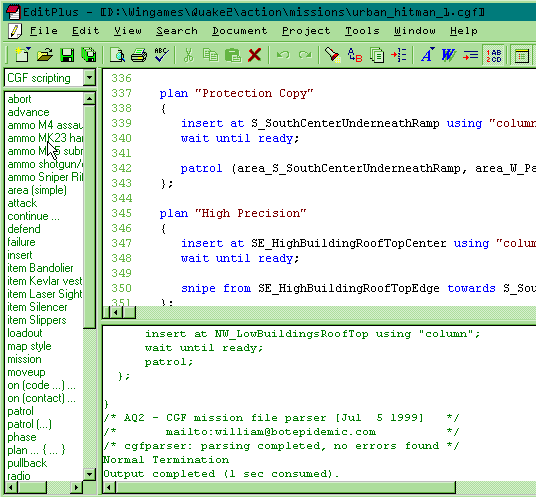 EditPlus - [D:\Wingames\Quake2\action\missions\urban_hitman_1.cgf]
File Edit View Search Document Project Tools Window Help
ABC A B A W 1AB 2CD
CGF scripting
abort
advance
ammo M4 assau
ammo MK23 han
ammo subm
ammo shotgun/
ammo Sniper Rif
area (simple)
attack
continue ...
defend
failure
insert
item Bandolier
item Kevlar vest
item Laser Sight
item Silencer
item Slippers
loadout
map style
mission
moveup
on (code ...) ...
on (contact) ...
patrol
patrol (...)
phase
plan ... { ... }
pullback
radio
336
337 plan "Protection Copy"
338 {
339 insert at S_SouthCenterUnderneathRamp using "column
340 wait until ready;
341
342 patrol (area_S_SouthCenterUnderneathRamp, area_W_Pa
343 };
344
345 plan "High Precision"
346 {
347 insert at SE_HighBuildingRoofTopCenter using "colum
348 wait until ready;
349
350 snipe from SE_HighBuildingRoofTopEdge towards S_Sou
351 };
insert at NW_LowBuildingsRoofTop using "column";
wait until ready;
patrol;
};
}
/* AQ2 - CGF mission file parser [Jul 5 1999] */
/* mailto:william@botepidemic.com */
/* cgfparser: parsing completed, no errors found */
Normal Termination
Output completed (1 sec consumed).